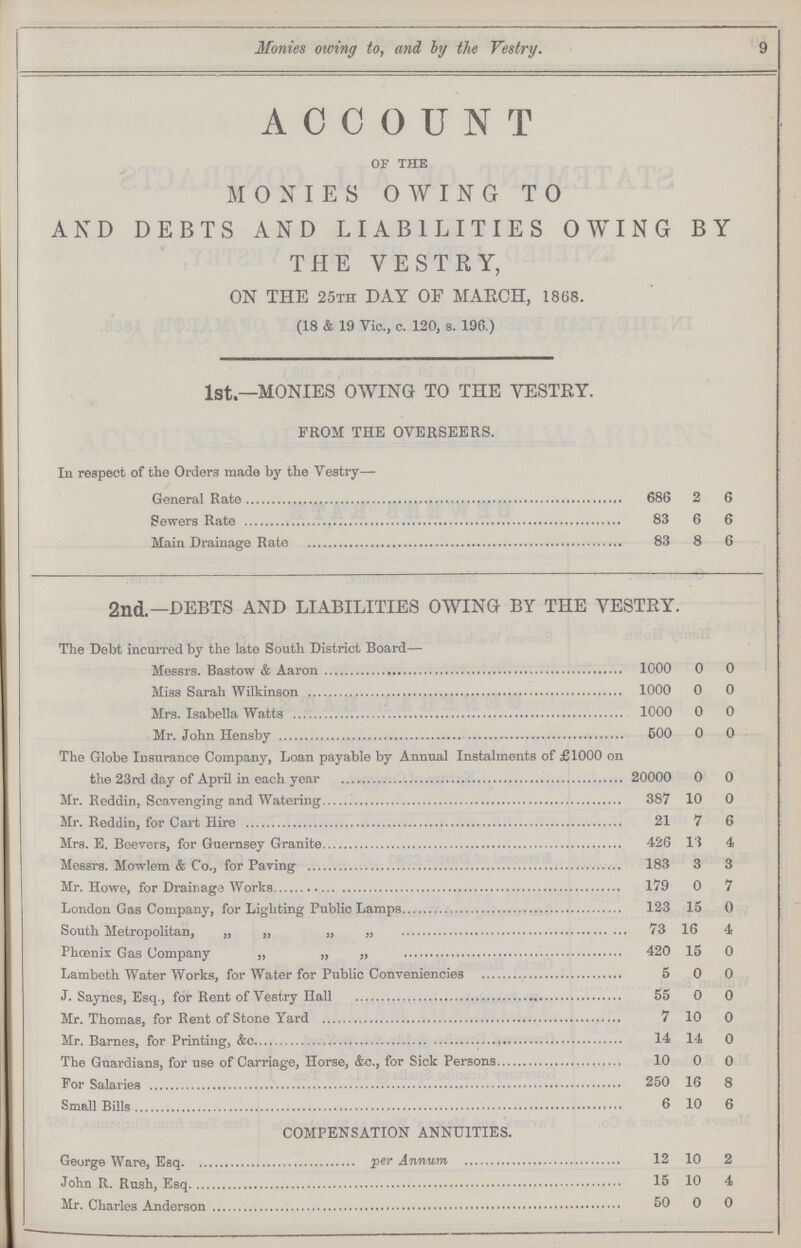 Monies owing to, and by the Vestry. 9
ACCOUNT
OF THE
MONIES OWING TO
AND DEBTS AND LIABILITIES OWING BY
THE VESTRY,
ON THE 25TH DAY OF MARCH, 1868.
(18 & 19 Vic., c. 120, s. 196.)
1st.—MONIES OWING TO THE VESTRY.
FROM THE OVERSEERS.
In respect of the Orders made by the Vestry—
General Rate 686 2 6
Sewers Rate 83 6 6
Main Drainage Rate 83 8 6
2nd.—DEBTS AND LIABILITIES OWING BY THE VESTRY.
The Debt incurred by the late South District Board—
Messrs. Bastow & Aaron 1000 0 0
Miss Sarah Wilkinson 1000 0 0
Mrs. Isabella Watts 1000 0 0
Mr. John Hensby 500 0 0
The Globe Insurance Company, Loan payable by Annual Instalments of £1000 on
the 23rd day of April in each year 20000 0 0
Mr. Reddin, Scavenging and Watering 387 10 0
Mr. Reddin, for Cart Hire 21 7 6
Mrs. E. Beevers, for Guernsey Granite 426 13 4
Messrs. Mowlem & Co., for Paving 183 3 3
Mr. Howe, for Drainage Works 179 0 7
London Gas Company, for Lighting Public Lamps 123 15 0
South Metropolitan, „ „ „ „ 73 16 4
Phœnix Gas Company „ „ „ 420 15 0
Lambeth Water Works, for Water for Public Conveniencies 5 0 0
J. Saynes, Esq., for Rent of Vestry Hall 55 0 0
Mr. Thomas, for Rent of Stone Yard 7 10 0
Mr. Barnes, for Printing, &c. 14 14 0
The Guardians, for use of Carriage, Horse, &c., for Sick Persons 10 0 0
For Salaries 250 16 8
Small Bills 6 10 6
COMPENSATION ANNUITIES.
George Ware, Esq. per Annum 12 10 2
John R. Rush, Esq. 15 10 4
Mr. Charles Anderson 50 0 0